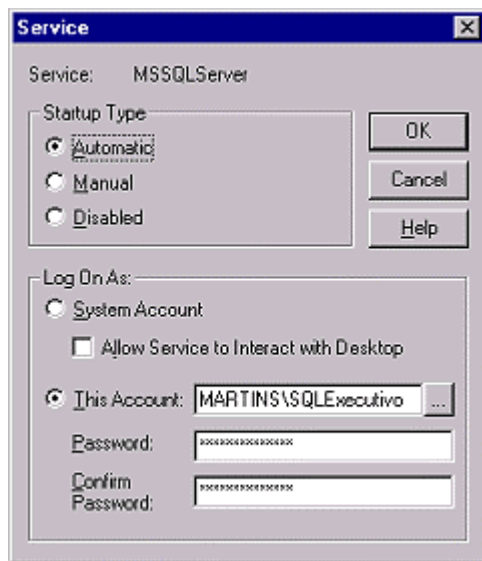 Service
Service: MSSQLServer
Startup Type
Automatic
Manual
Disabled
OK
Cancel
Help
Log On As:
System Account
Allow Service to Interact with Desktop
This Account: MARTINS\SQLExecutivo ...
Password: **************
Confirm
Password: **************